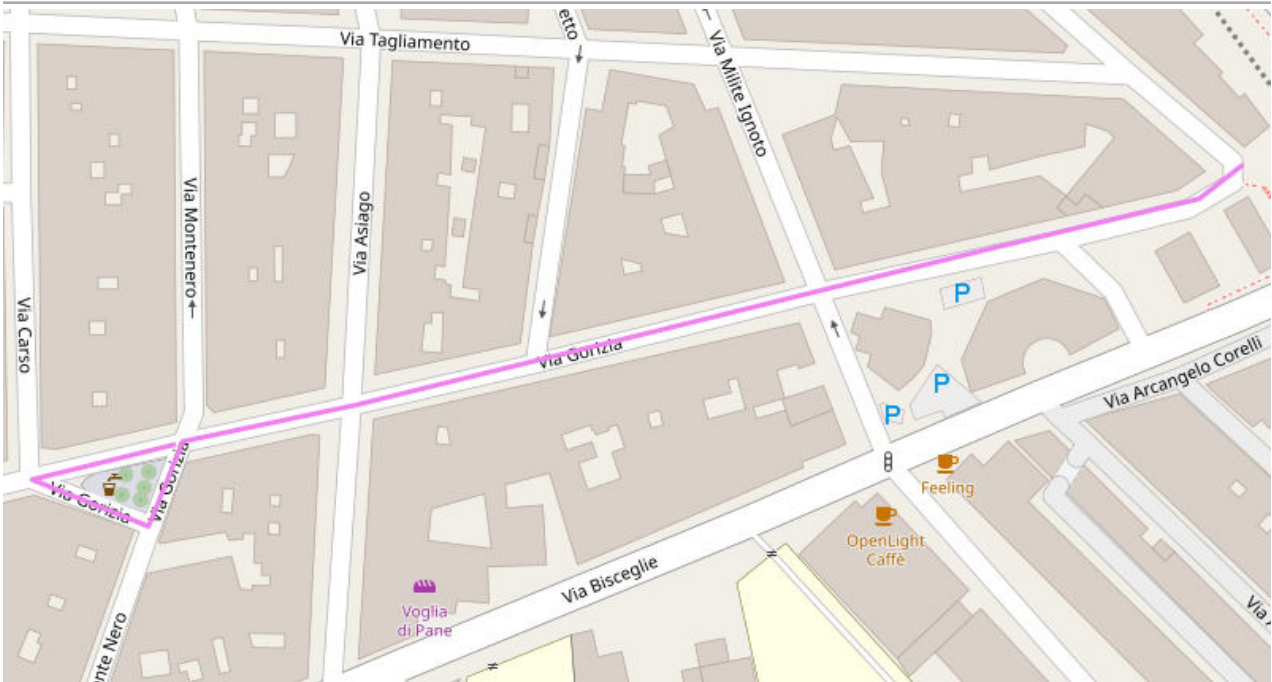 etto
Via Tagliamento
Via Milite Ignoto
Via Montenero
Via Asiago
Via Carso
P
Via Gorizia
P
Via Arcangelo Corelli
P
Via Gorizia
Via Gorizia
Feeling
OpenLight
Caffè
Via Bisceglie
Voglia
di Pane
nte Nero
Via